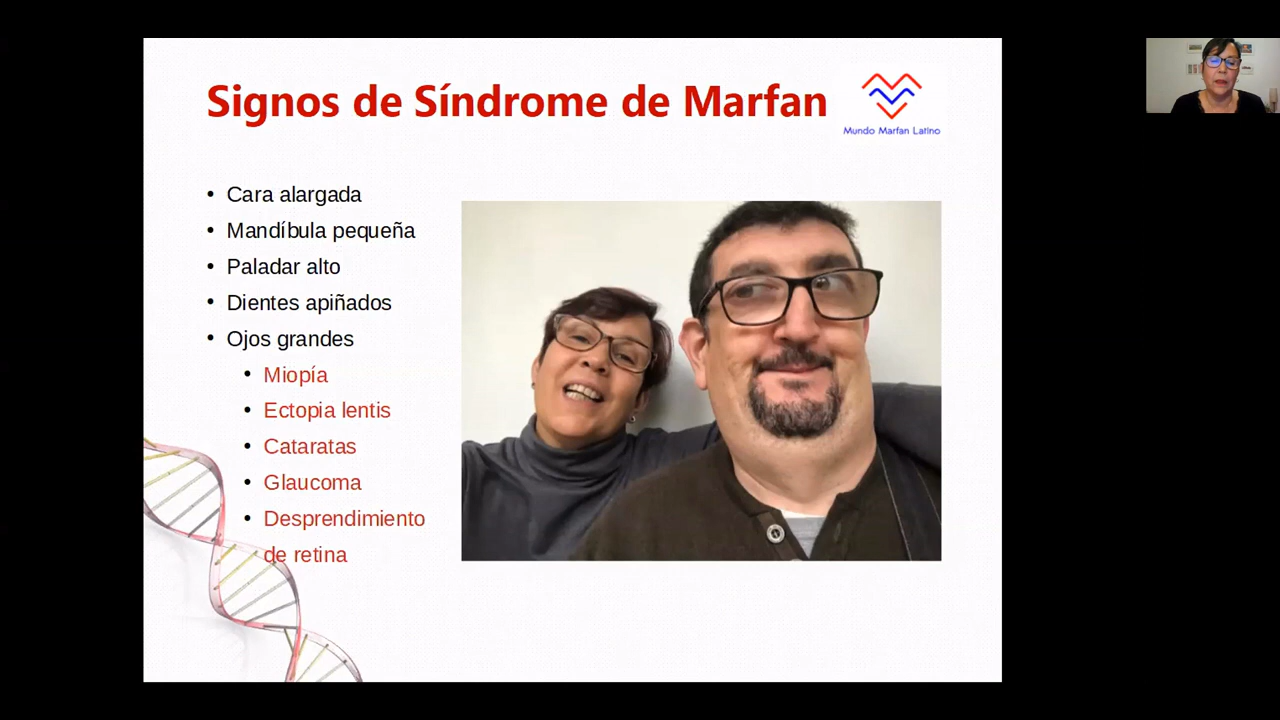 Signos de Síndrome de Marfan
Mundo Marfan Latino
Cara alargada
Mandíbula pequeña
Paladar alto
Dientes apiñados
Ojos grandes
Miopía
Ectopia lentis
Cataratas
Glaucoma
Desprendimiento
de retina